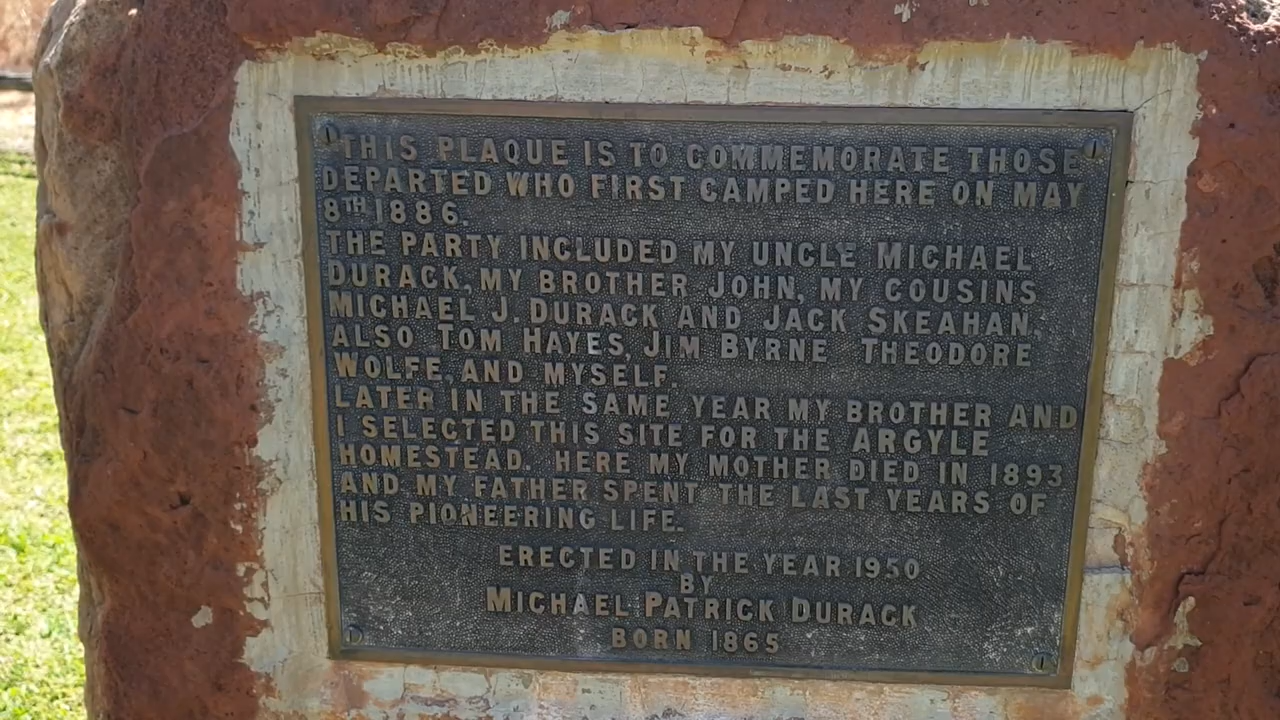 THIS PLAQUE IS TO COMMEMORATE THOSE
DEPARTED WHO FIRST CAMPED HERE ON MAY
8TH 1886.
THE PARTY INCLUDED MY UNCLE MICHAEL
DURACK, MY BROTHER JOHN, MY COUSINS
MICHAEL J. DURACK AND JACK SKEAHAN,
ALSO TOM HAYES, JIM BYRNE THEODORE
WOLFE, AND MYSELF.
LATER IN THE SAME YEAR MY BROTHER AND
I SELECTED THIS SITE FOR THE ARGYLE
HOMESTEAD. HERE MY MOTHER DIED IN 1893
AND MY FATHER SPENT THE LAST YEARS OF
HIS PIONEERING LIFE.
ERECTED IN THE YEAR 1950
BY
MICHAEL PATRICK DURACK
BORN 1865